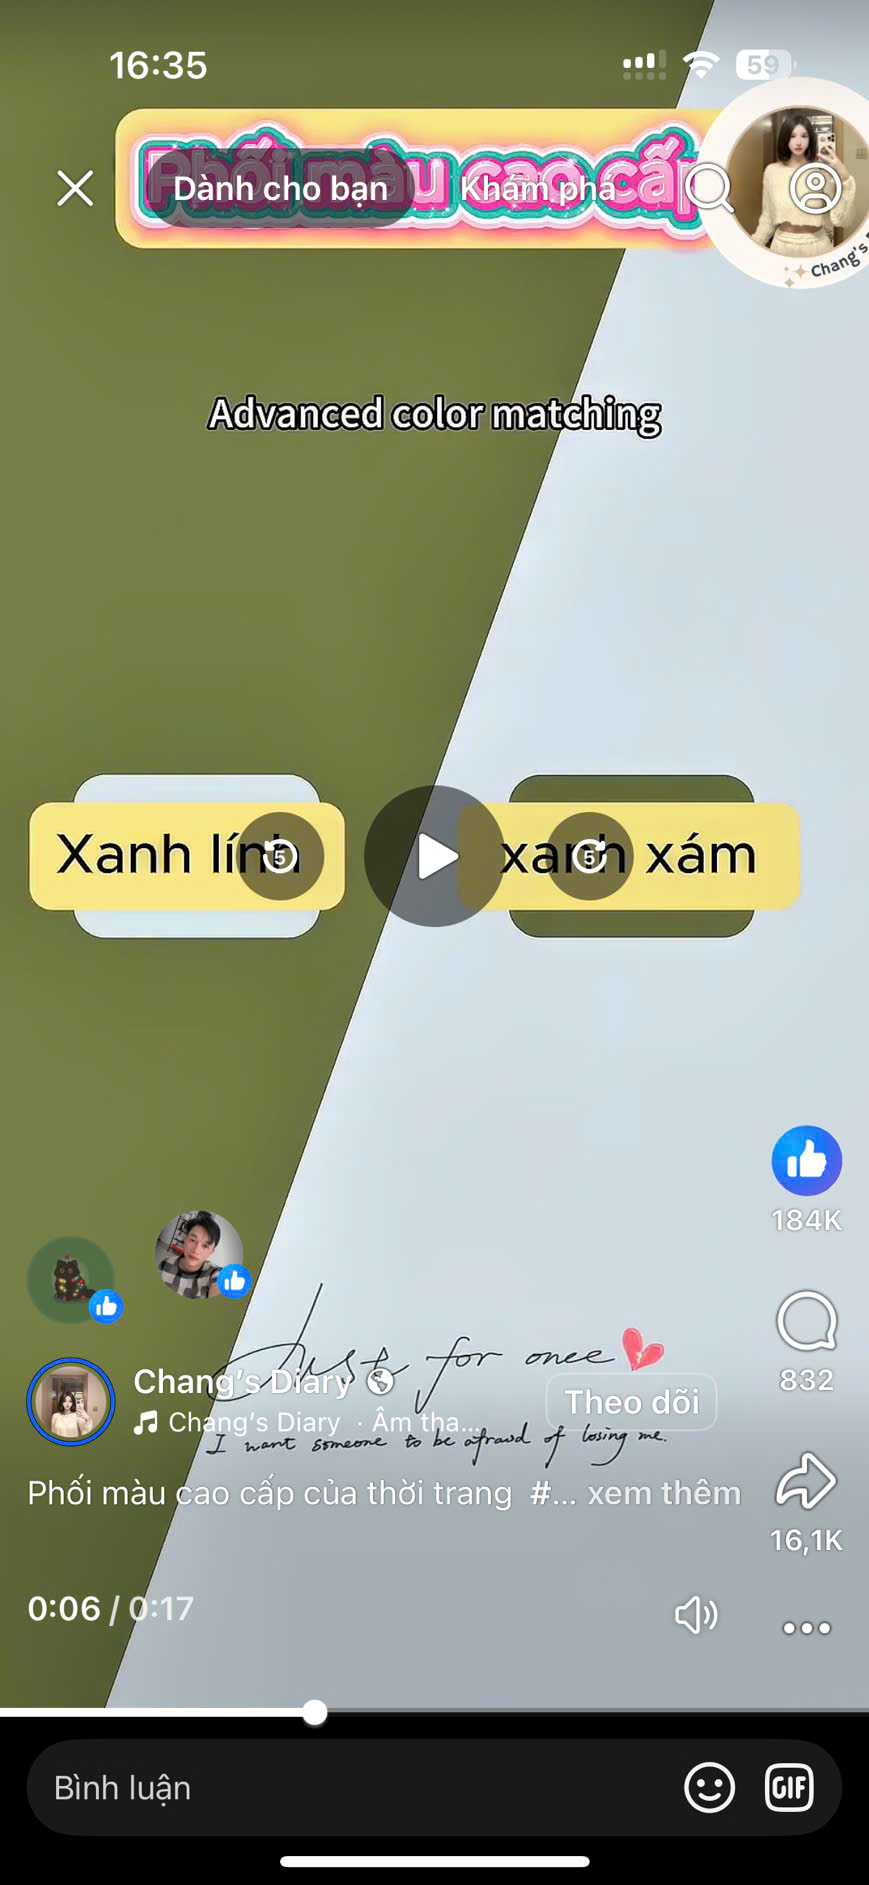 16:35
59
Phối màu cao cấp
Dành cho bạn
Khám phá
Chang's
Advanced color matching
Xanh lính
5
5
xanh xám
184K
Just for once
832
Chang's Diary
Theo dõi
Chang's Diary · Âm tha...
I want someone to be afraid of losing me.
Phối màu cao cấp của thời trang #... xem thêm
16,1K
0:06 / 0:17
Bình luận
GIF